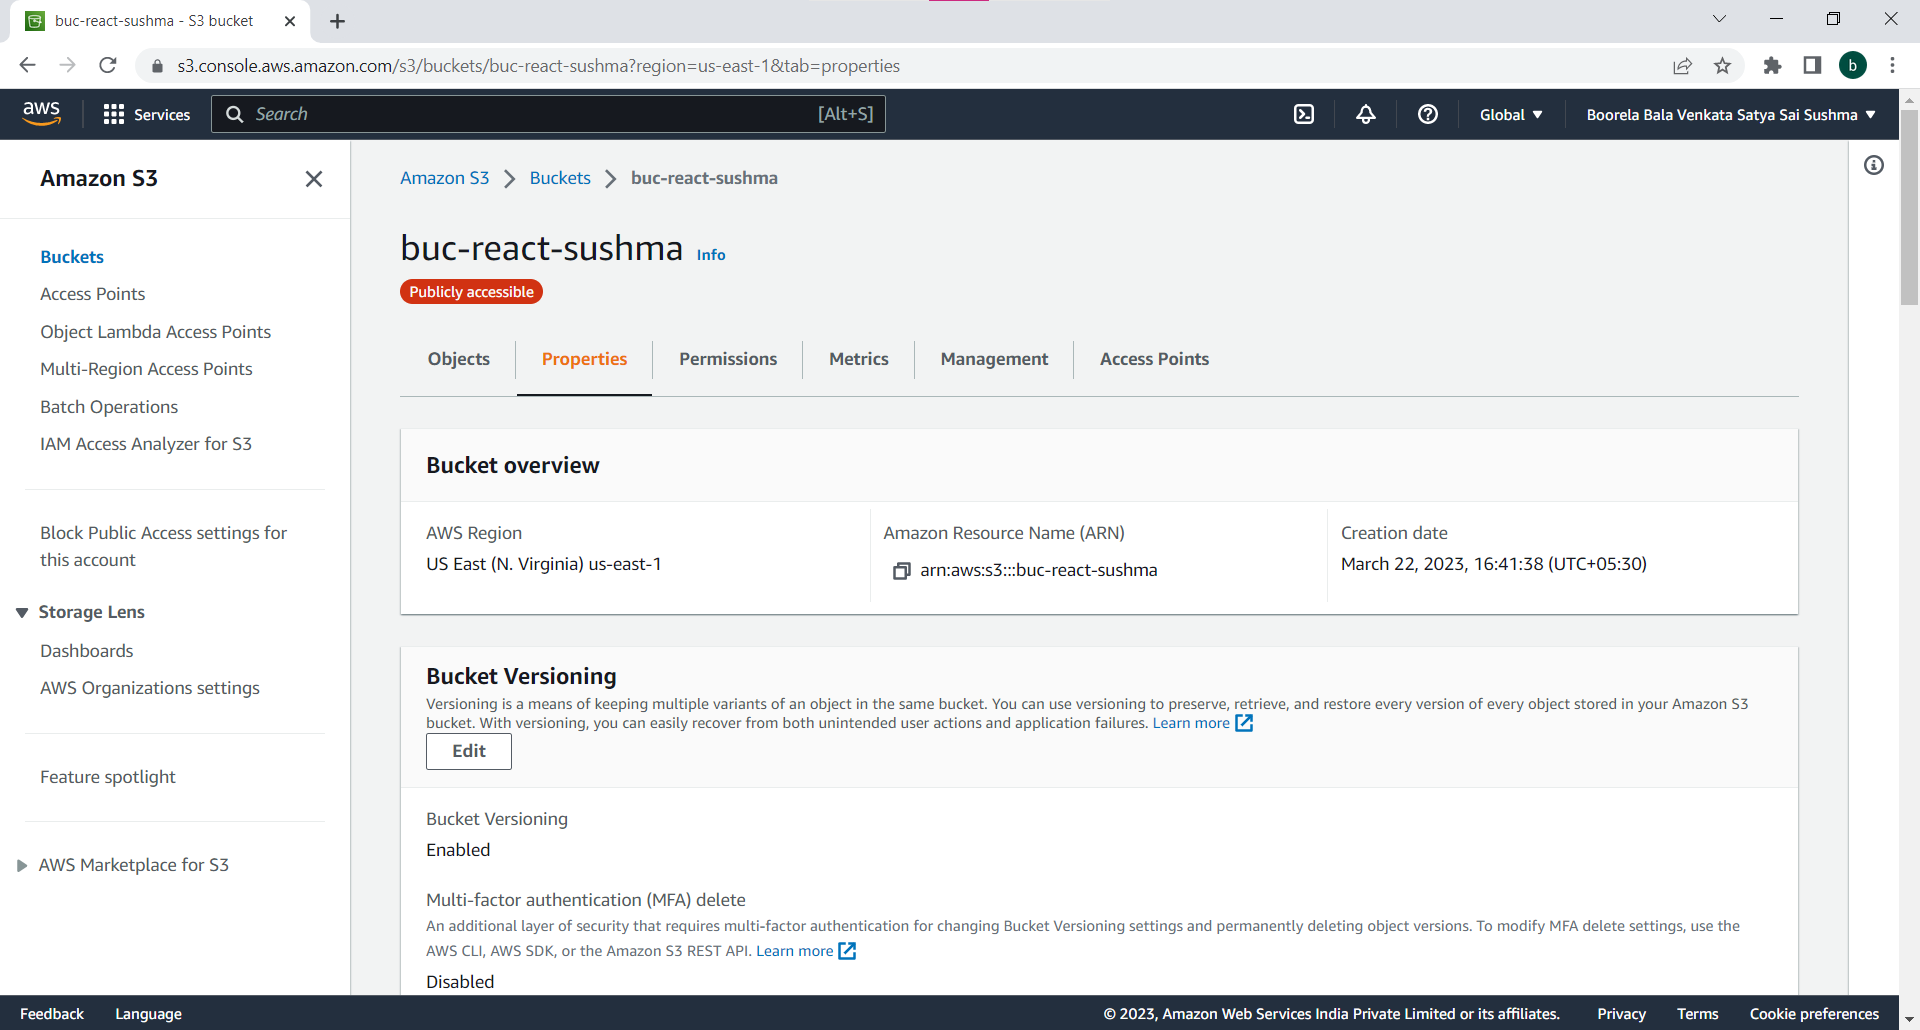 buc-react-sushma - S3 bucket
s3.console.aws.amazon.com/s3/buckets/buc-react-sushma?region=us-east-1&tab=properties
b
aws
Services
Search
[Alt+S]
Global
Boorela Bala Venkata Satya Sai Sushma
Amazon S3
Buckets
Access Points
Object Lambda Access Points
Multi-Region Access Points
Batch Operations
IAM Access Analyzer for S3
Block Public Access settings for
this account
Storage Lens
Dashboards
AWS Organizations settings
Feature spotlight
AWS Marketplace for S3
Amazon S3 > Buckets > buc-react-sushma
buc-react-sushma Info
Publicly accessible
Objects
Properties
Permissions
Metrics
Management
Access Points
Bucket overview
AWS Region
US East (N. Virginia) us-east-1
Amazon Resource Name (ARN)
arn:aws:s3:::buc-react-sushma
Creation date
March 22, 2023, 16:41:38 (UTC+05:30)
Bucket Versioning
Versioning is a means of keeping multiple variants of an object in the same bucket. You can use versioning to preserve, retrieve, and restore every version of every object stored in your Amazon S3
bucket. With versioning, you can easily recover from both unintended user actions and application failures. Learn more
Edit
Bucket Versioning
Enabled
Multi-factor authentication (MFA) delete
An additional layer of security that requires multi-factor authentication for changing Bucket Versioning settings and permanently deleting object versions. To modify MFA delete settings, use the
AWS CLI, AWS SDK, or the Amazon S3 REST API. Learn more
Disabled
Feedback
Language
© 2023, Amazon Web Services India Private Limited or its affiliates.
Privacy
Terms
Cookie preferences